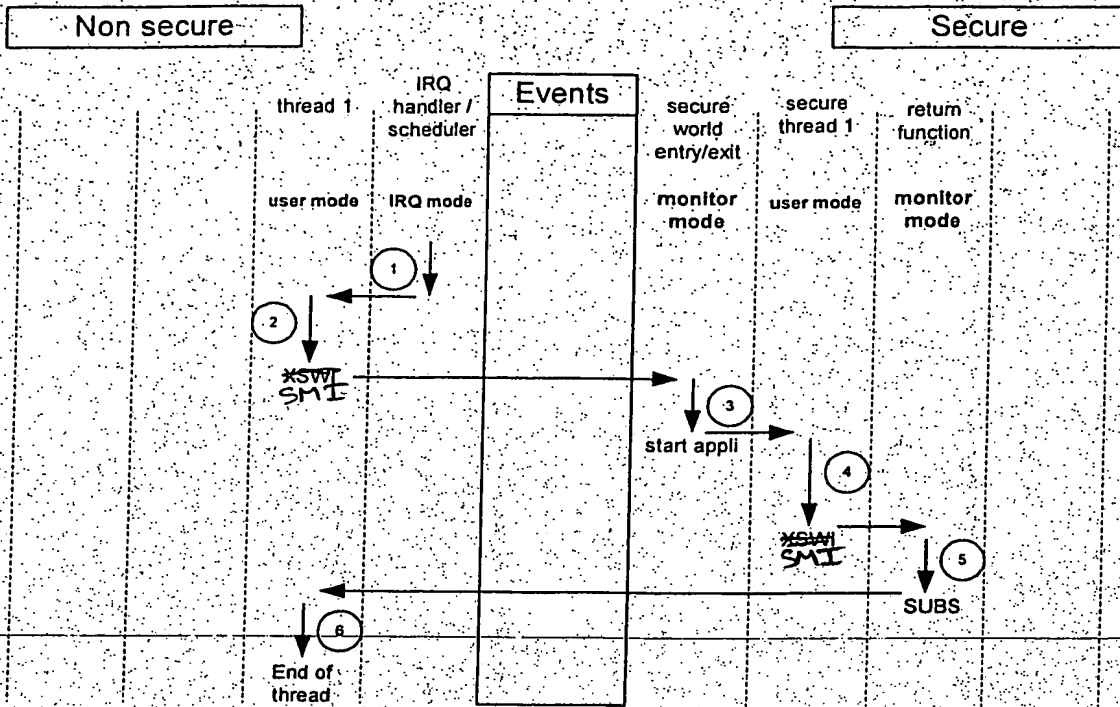 Non secure
Secure
thread 1
IRQ
handler /
scheduler
Events
secure
world
entry/exit
secure
thread 1
return
function
user mode
IRQ mode
monitor
mode
user mode
monitor
mode
1
2
XSWI
SMI
3
start appli
4
XSWI
SMI
5
SUBS
6
End of
thread